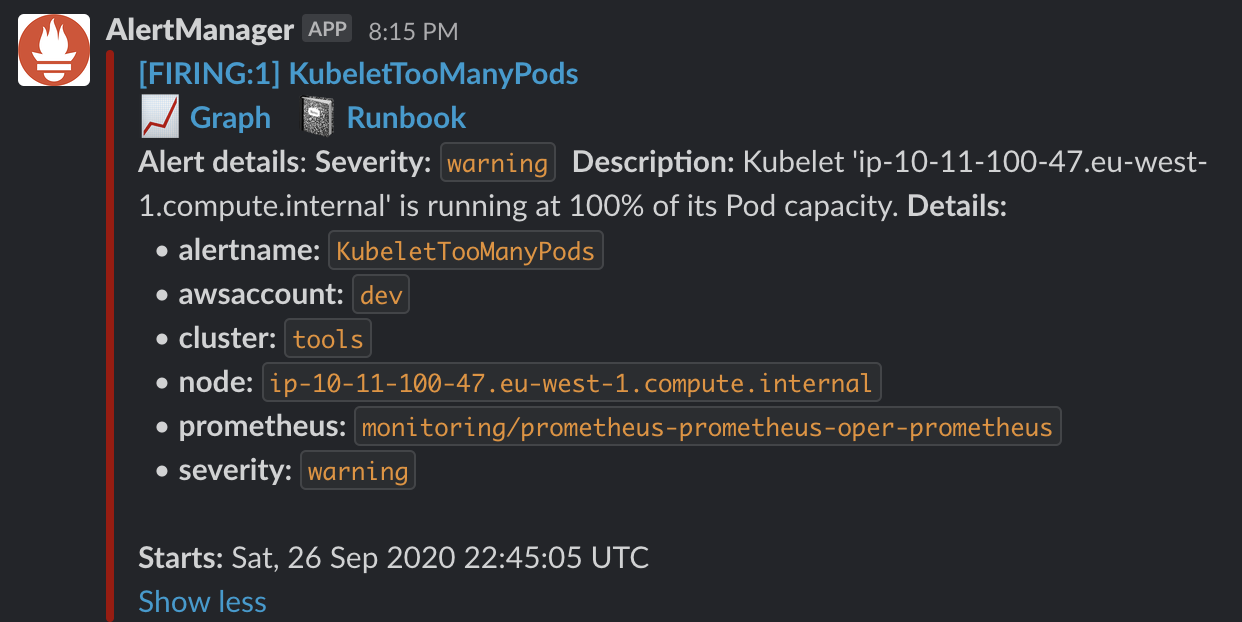 AlertManager APP 8:15 PM
[FIRING:1] KubeletTooManyPods
Graph Runbook
Alert details: Severity: warning Description: Kubelet 'ip-10-11-100-47.eu-west-
1.compute.internal' is running at 100% of its Pod capacity. Details:
• alertname: KubeletTooManyPods
• awsaccount: dev
• cluster: tools
• node: ip-10-11-100-47.eu-west-1.compute.internal
• prometheus: monitoring/prometheus-prometheus-oper-prometheus
• severity: warning
Starts: Sat, 26 Sep 2020 22:45:05 UTC
Show less